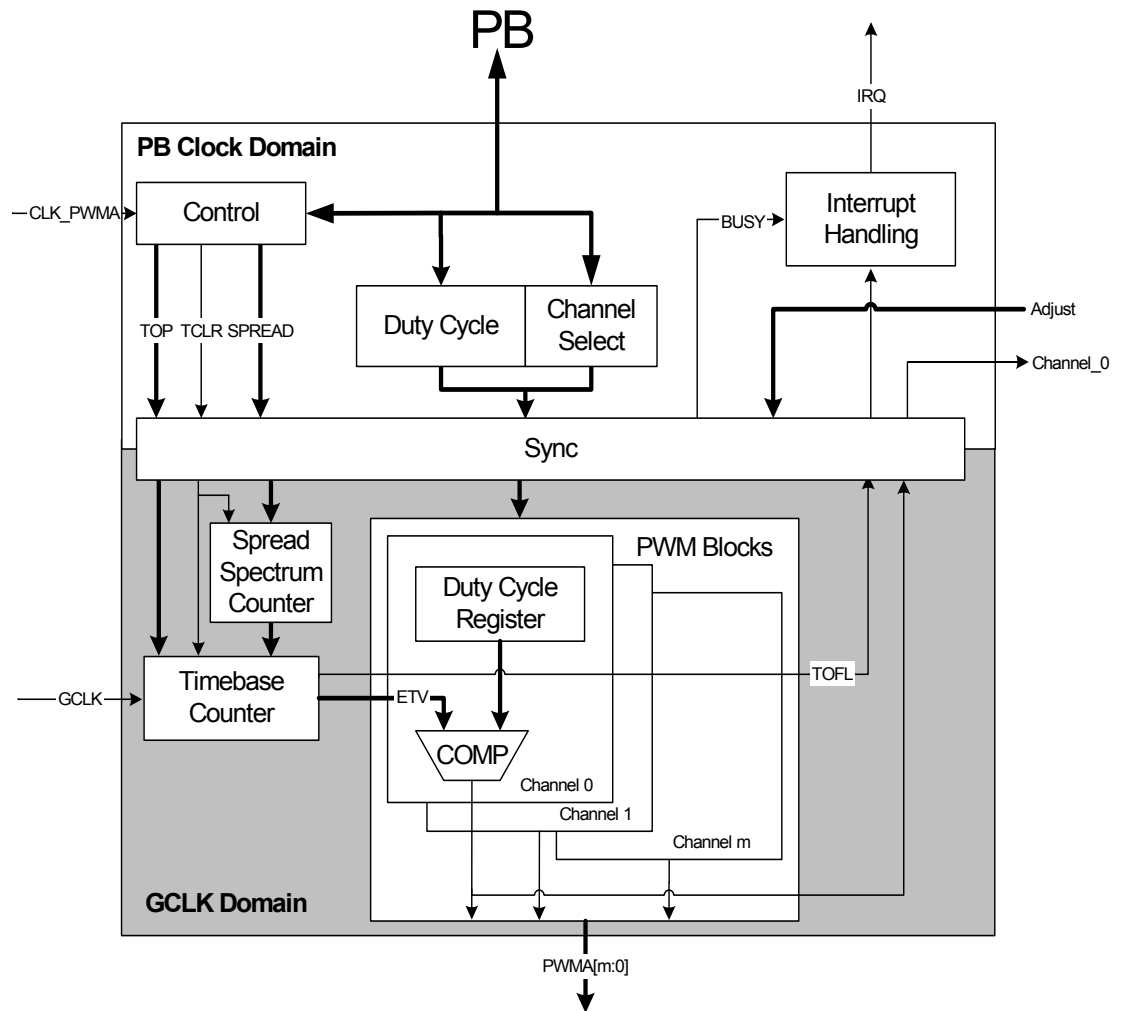 PB
IRQ
PB Clock Domain
CLK_PWMA
Control
BUSY
Interrupt
Handling
TOP
TCLR
SPREAD
Duty Cycle
Channel
Select
Adjust
Channel_0
Sync
Spread
Spectrum
Counter
PWM Blocks
Duty Cycle
Register
GCLK
Timebase
Counter
ETV
TOFL
COMP
Channel 0
Channel 1
Channel m
GCLK Domain
PWMA[m:0]